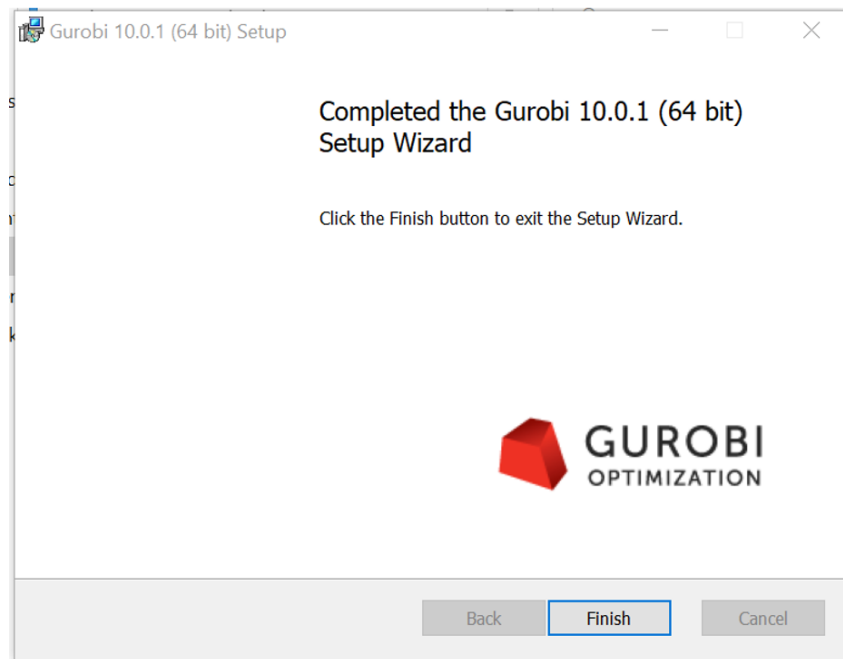 Gurobi 10.0.1 (64 bit) Setup
Completed the Gurobi 10.0.1 (64 bit)
Setup Wizard
Click the Finish button to exit the Setup Wizard.
GUROBI
OPTIMIZATION
Back
Finish
Cancel